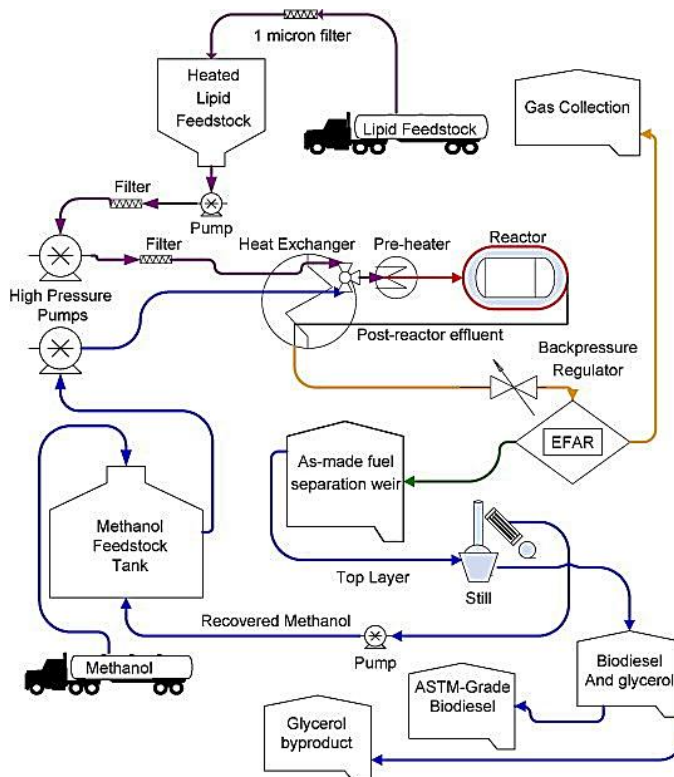 1 micron filter
Heated
Lipid
Feedstock
Lipid Feedstock
Gas Collection
Filter
Pump
Filter
Heat Exchanger
Pre-heater
Reactor
High Pressure
Pumps
Post-reactor effluent
Backpressure
Regulator
EFAR
As-made fuel
separation weir
Methanol
Feedstock
Tank
Top Layer
Still
Recovered Methanol
Pump
Methanol
Biodiesel
And glycerol
ASTM-Grade
Biodiesel
Glycerol
byproduct